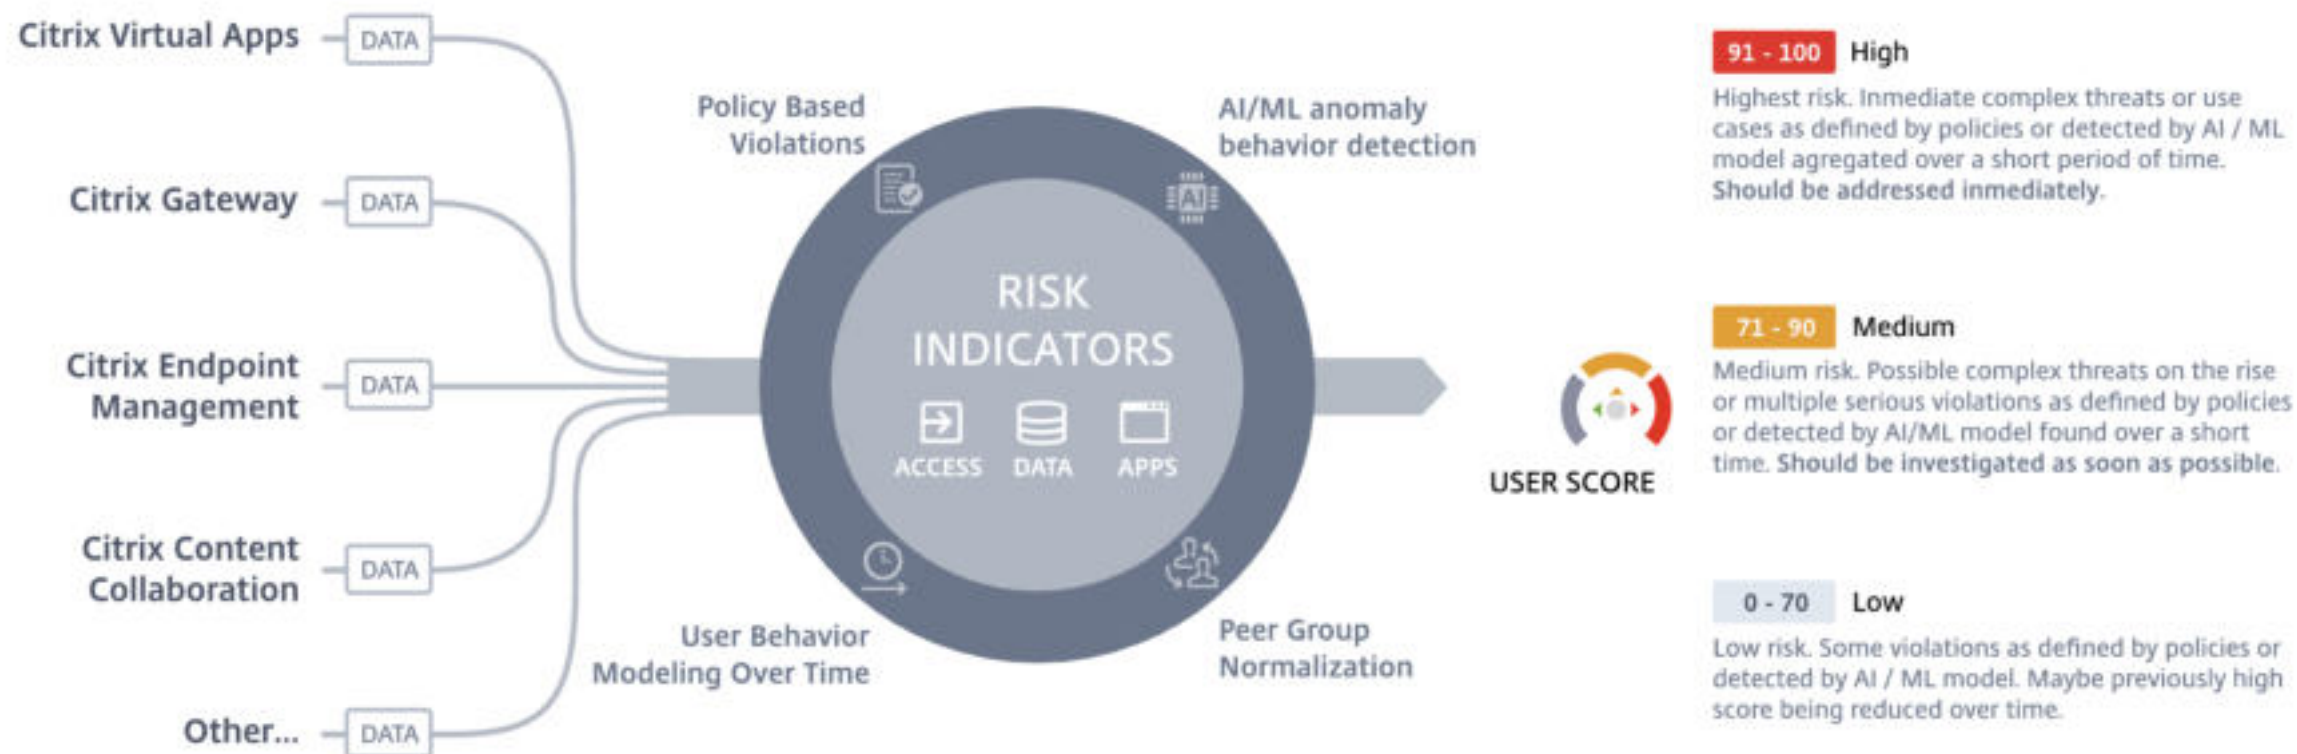 Citrix Virtual Apps
DATA
Citrix Gateway
DATA
Citrix Endpoint
Management
DATA
Citrix Content
Collaboration
DATA
Other...
DATA
Policy Based
Violations
AI/ML anomaly
behavior detection
AI
RISK
INDICATORS
ACCESS
DATA
APPS
User Behavior
Modeling Over Time
Peer Group
Normalization
USER SCORE
91 - 100 High
Highest risk. Inmediate complex threats or use
cases as defined by policies or detected by AI / ML
model agregated over a short period of time.
Should be addressed inmediately.
71 - 90 Medium
Medium risk. Possible complex threats on the rise
or multiple serious violations as defined by policies
or detected by AI/ML model found over a short
time. Should be investigated as soon as possible.
0 - 70 Low
Low risk. Some violations as defined by policies or
detected by AI / ML model. Maybe previously high
score being reduced over time.